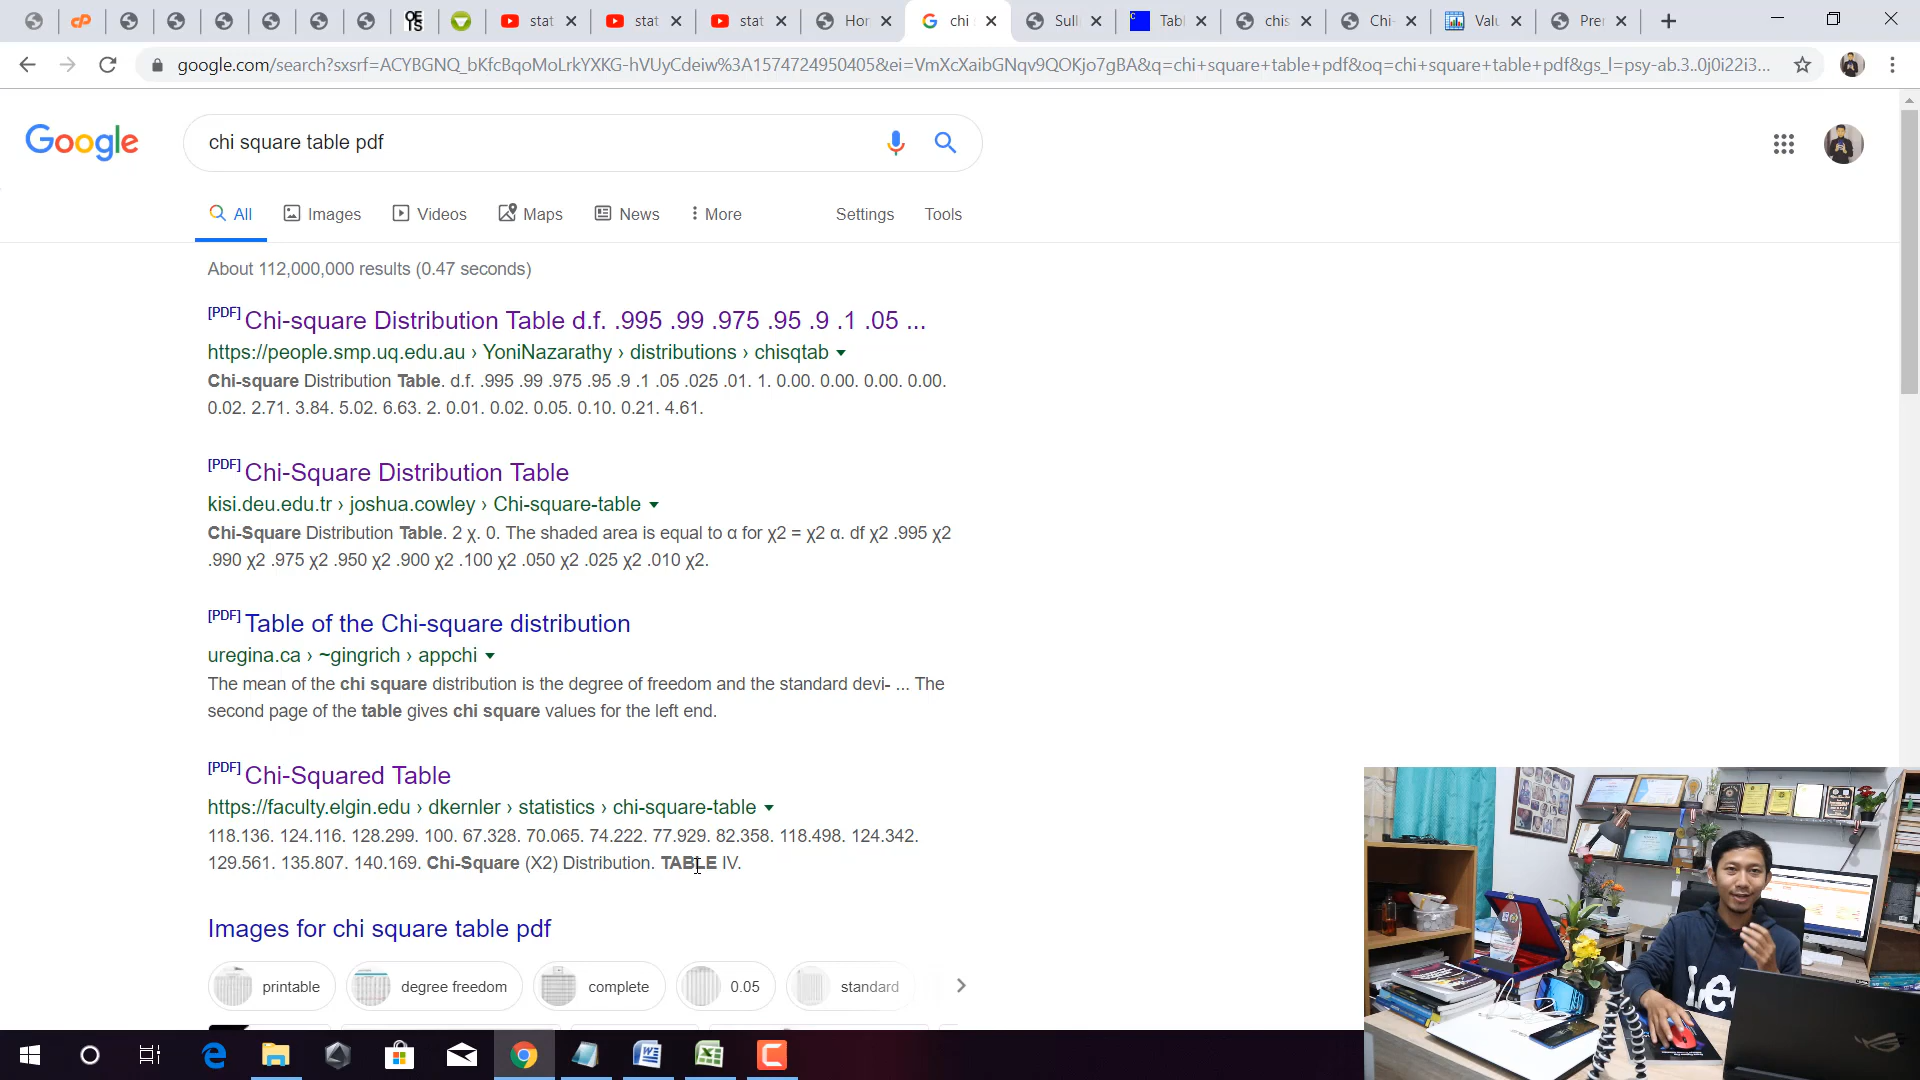 OE
TS
stat
stat
stat
Hor
chi
Sull
Tabl
chis
Chi-
Valu
Prer
google.com/search?sxsrf=ACYBGNQ_bKfcBqoMoLrkYXKG-hVUyCdeiw%3A1574724950405&ei=VmXcXaibGNqv9QOKjo7gBA&q=chi+square+table+pdf&oq=chi+square+table+pdf&gs_l=psy-ab.3..0j0i22i3...
Google
chi square table pdf
All
Images
Videos
Maps
News
More
Settings
Tools
About 112,000,000 results (0.47 seconds)
[PDF] Chi-square Distribution Table d.f. .995 .99 .975 .95 .9 .1 .05 ...
https://people.smp.uq.edu.au › YoniNazarathy › distributions › chisqtab
Chi-square Distribution Table. d.f. .995 .99 .975 .95 .9 .1 .05 .025 .01. 1. 0.00. 0.00. 0.00. 0.00.
0.02. 2.71. 3.84. 5.02. 6.63. 2. 0.01. 0.02. 0.05. 0.10. 0.21. 4.61.
[PDF] Chi-Square Distribution Table
kisi.deu.edu.tr › joshua.cowley › Chi-square-table
Chi-Square Distribution Table. 2 χ. 0. The shaded area is equal to α for χ2 = χ2 α. df χ2 .995 χ2
.990 χ2 .975 χ2 .950 χ2 .900 χ2 .100 χ2 .050 χ2 .025 χ2 .010 χ2.
[PDF] Table of the Chi-square distribution
uregina.ca › ~gingrich › appchi
The mean of the chi square distribution is the degree of freedom and the standard devi- ... The
second page of the table gives chi square values for the left end.
[PDF] Chi-Squared Table
https://faculty.elgin.edu › dkernler › statistics › chi-square-table
118.136. 124.116. 128.299. 100. 67.328. 70.065. 74.222. 77.929. 82.358. 118.498. 124.342.
129.561. 135.807. 140.169. Chi-Square (X2) Distribution. TABLE IV.
Images for chi square table pdf
printable
degree freedom
complete
0.05
standard